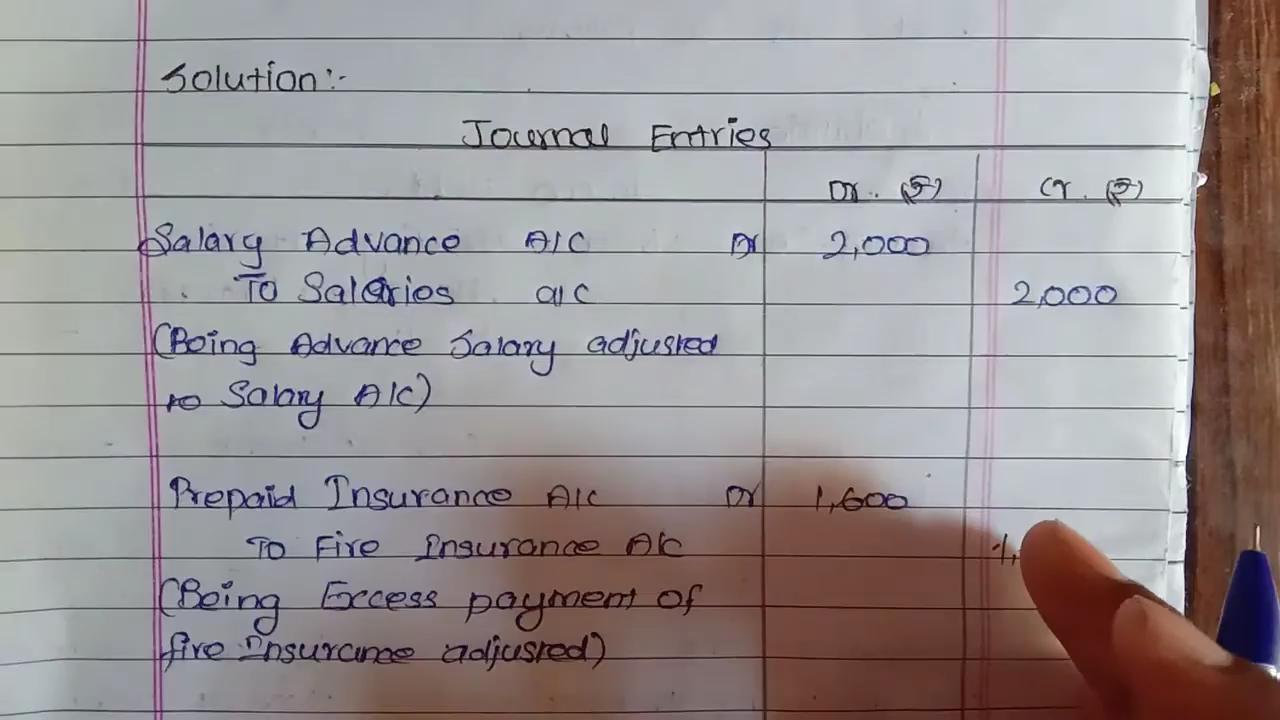 Solution:-
Journal Entries
Dr. (₹) Cr. (₹)
Salary Advance A/C Dr 2,000
To Salaries a/c 2,000
(Being Advance Salary adjusted
to Salary A/C)
Prepaid Insurance A/C Dr 1,600
To Fire Insurance A/C
(Being Excess payment of
fire Insurance adjusted)